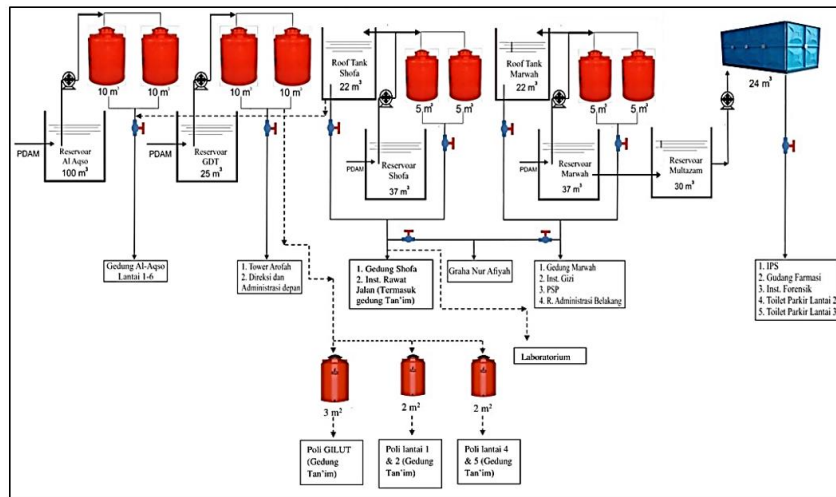 10 m³
10 m³
10 m³
10 m³
Roof Tank
Shofa
22 m³
5 m³
5 m³
Roof Tank
Marwah
22 m³
5 m³
5 m³
24 m³
PDAM
Reservoar
Al Aqso
100 m³
PDAM
Reservoar
GDT
25 m³
PDAM
Reservoar
Shofa
37 m³
PDAM
Reservoar
Marwah
37 m³
Reservoar
Multazam
30 m³
Gedung Al-Aqso
Lantai 1-6
1. Tower Arofah
2. Direksi dan
Administrasi depan
1. Gedung Shofa
2. Inst. Rawat
Jalan (Termasuk
gedung Tan'im)
Graha Nur Afiyah
1. Gedung Marwah
2. Inst. Gizi
3. PSP
4. R. Administrasi Belakang
1. IPS
2. Gudang Farmasi
3. Inst. Forensik
4. Toilet Parkir Lantai 2
5. Toilet Parkir Lantai 3
Laboratorium
3 m²
2 m²
2 m²
Poli GILUT
(Gedung
Tan'im)
Poli lantai 1
& 2 (Gedung
Tan'im)
Poli lantai 4
& 5 (Gedung
Tan'im)